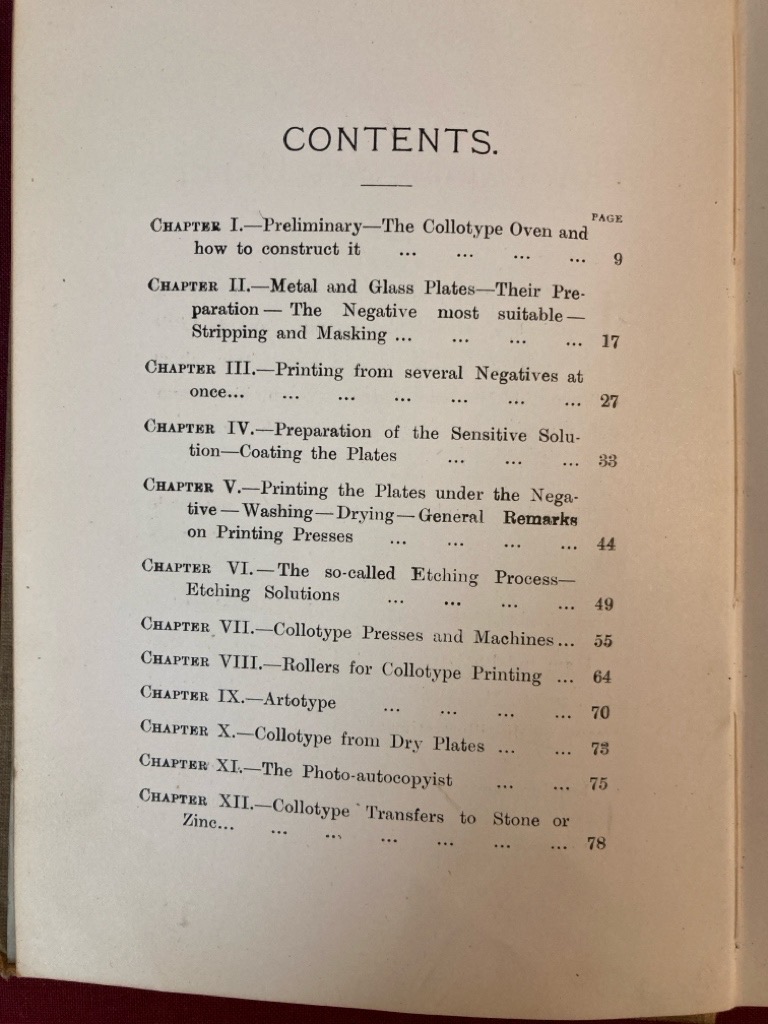 CONTENTS.
PAGE
CHAPTER I.—Preliminary—The Collotype Oven and
how to construct it ... ... ... ... 9
CHAPTER II.—Metal and Glass Plates—Their Pre-
paration — The Negative most suitable —
Stripping and Masking ... ... ... ... 17
CHAPTER III.—Printing from several Negatives at
once... ... ... ... ... ... ... 27
CHAPTER IV.—Preparation of the Sensitive Solu-
tion—Coating the Plates ... ... ... 33
CHAPTER V.—Printing the Plates under the Nega-
tive — Washing — Drying — General Remarks
on Printing Presses ... ... ... ... 44
CHAPTER VI.—The so-called Etching Process—
Etching Solutions ... ... ... ... 49
CHAPTER VII.—Collotype Presses and Machines ... 55
CHAPTER VIII.—Rollers for Collotype Printing ... 64
CHAPTER IX.—Artotype ... ... ... ... 70
CHAPTER X.—Collotype from Dry Plates ... ... 73
CHAPTER XI.—The Photo-autocopyist ... ... 75
CHAPTER XII.—Collotype Transfers to Stone or
Zinc... ... ... ... ... ... ... 78